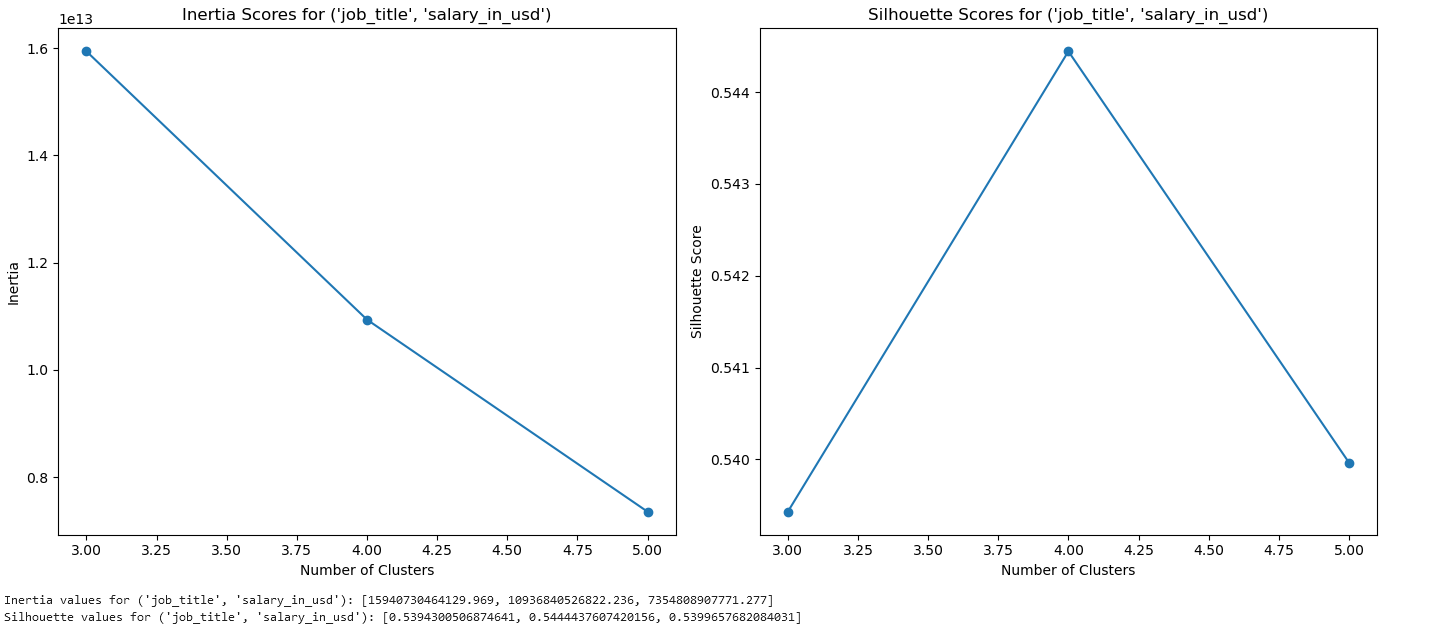 Inertia Scores for ('job_title', 'salary_in_usd')
1e13
1.6
1.4
1.2
1.0
0.8
Inertia
3.00 3.25 3.50 3.75 4.00 4.25 4.50 4.75 5.00
Number of Clusters
Silhouette Scores for ('job_title', 'salary_in_usd')
0.544
0.543
0.542
0.541
0.540
Silhouette Score
3.00 3.25 3.50 3.75 4.00 4.25 4.50 4.75 5.00
Number of Clusters
Inertia values for ('job_title', 'salary_in_usd'): [15940730464129.969, 10936840526822.236, 7354808907771.277]
Silhouette values for ('job_title', 'salary_in_usd'): [0.5394300506874641, 0.5444437607420156, 0.5399657682084031]